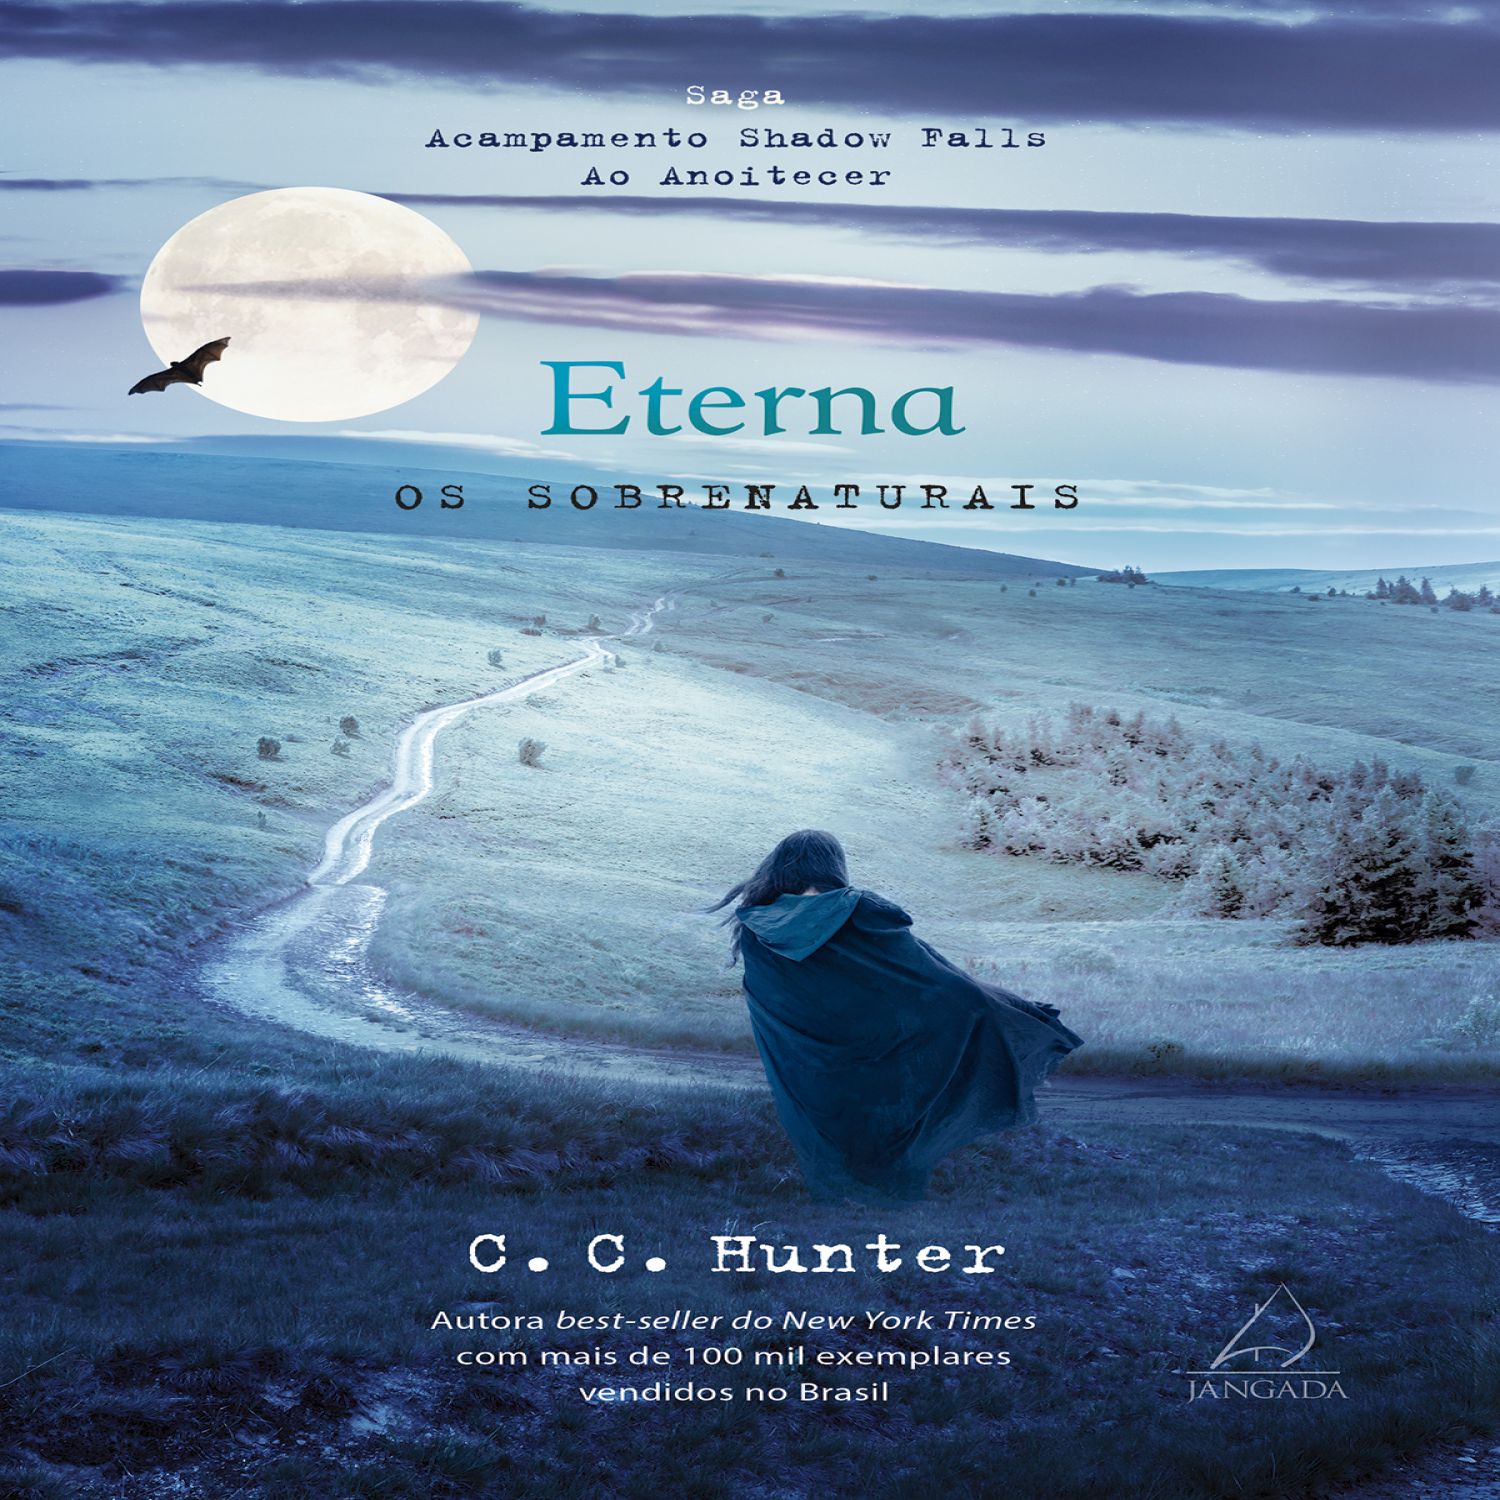 Saga
Acampamento Shadow Falls
Ao Anoitecer
Eterna
OS SOBRENATURAIS
C. C. Hunter
Autora best-seller do New York Times
com mais de 100 mil exemplares
vendidos no Brasil
JANGADA